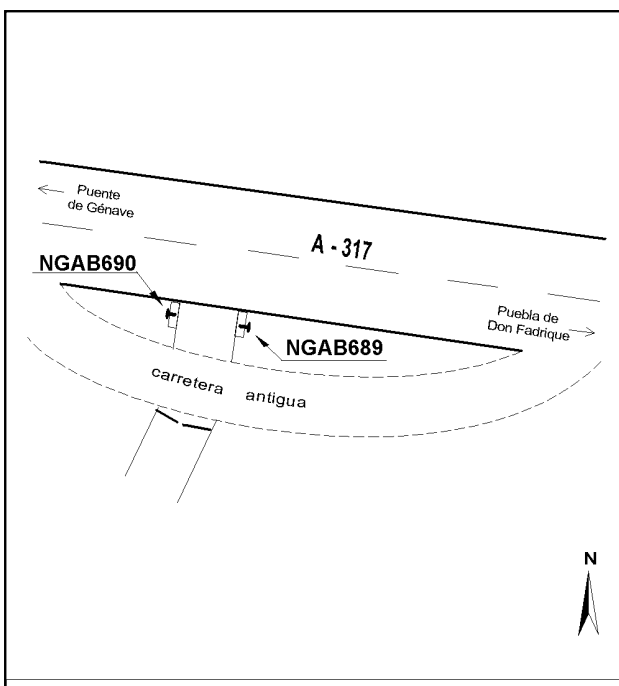 Puente
de Génave
A - 317
NGAB690
Puebla de
Don Fadrique
NGAB689
carretera antigua
N